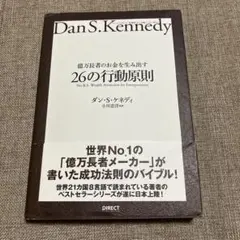 Dan S. Kennedy
億万長者のお金を生み出す
26の行動原則
ダン・S・ケネディ
世界No.1の
「億万長者メーカー」が
書いた成功法則のバイブル!
世界21カ国8言語で読まれている著者の
ベストセラーシリーズが遂に日本上陸!
DIRECT